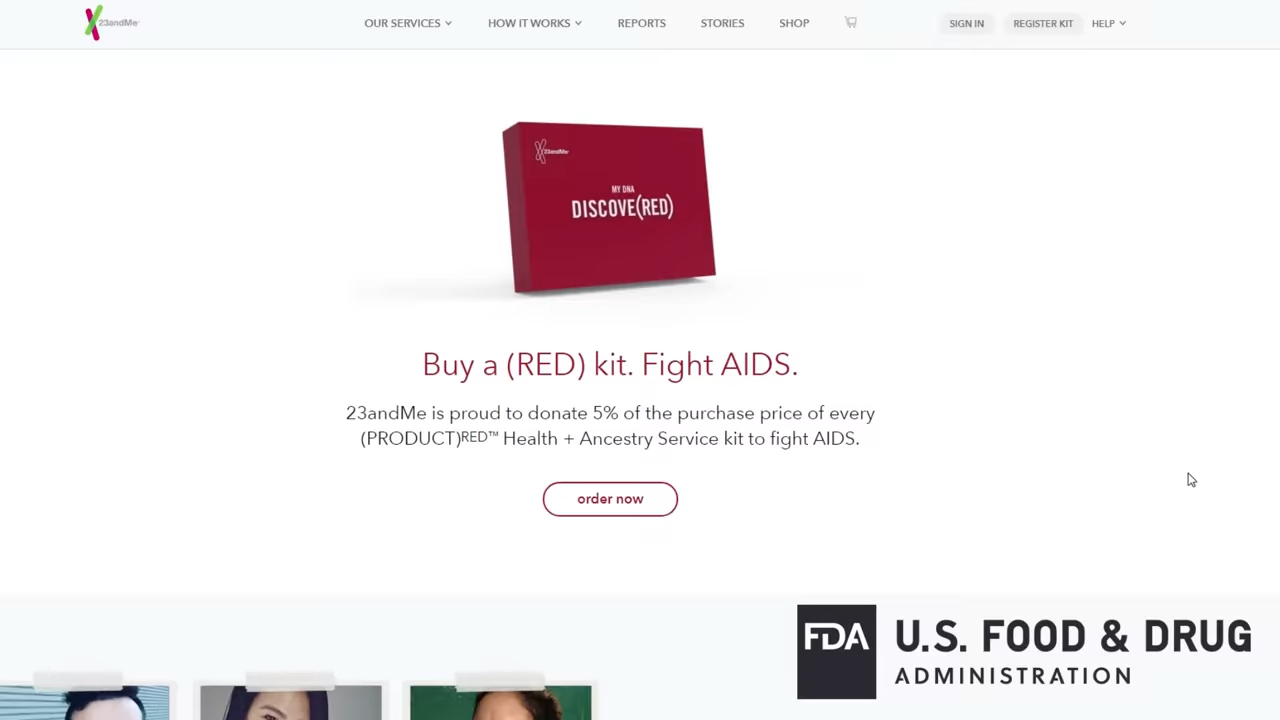 23andMe
OUR SERVICES
HOW IT WORKS
REPORTS
STORIES
SHOP
SIGN IN
REGISTER KIT
HELP
23andMe
MY DNA
DISCOVE(RED)
Buy a (RED) kit. Fight AIDS.
23andMe is proud to donate 5% of the purchase price of every
(PRODUCT)RED™ Health + Ancestry Service kit to fight AIDS.
order now
FDA
U.S. FOOD & DRUG
ADMINISTRATION